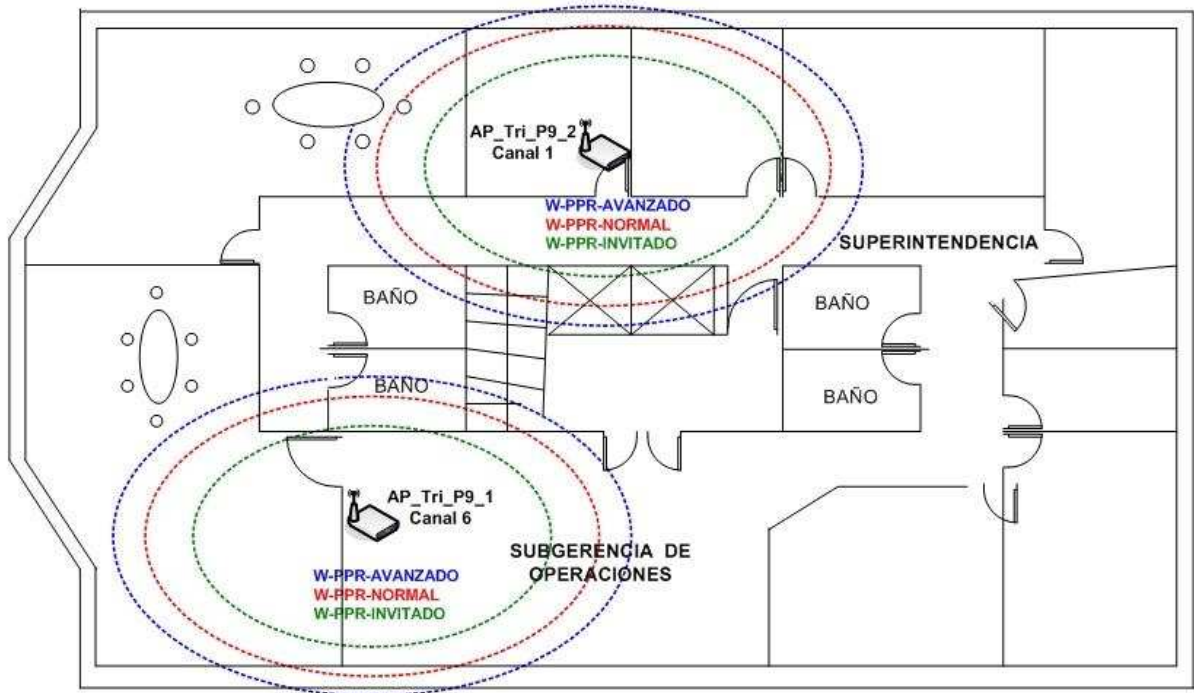 AP_Tri_P9_2
Canal 1
W-PPR-AVANZADO
W-PPR-NORMAL
W-PPR-INVITADO
SUPERINTENDENCIA
BAÑO
BAÑO
BAÑO
BAÑO
AP_Tri_P9_1
Canal 6
SUBGERENCIA DE
OPERACIONES
W-PPR-AVANZADO
W-PPR-NORMAL
W-PPR-INVITADO